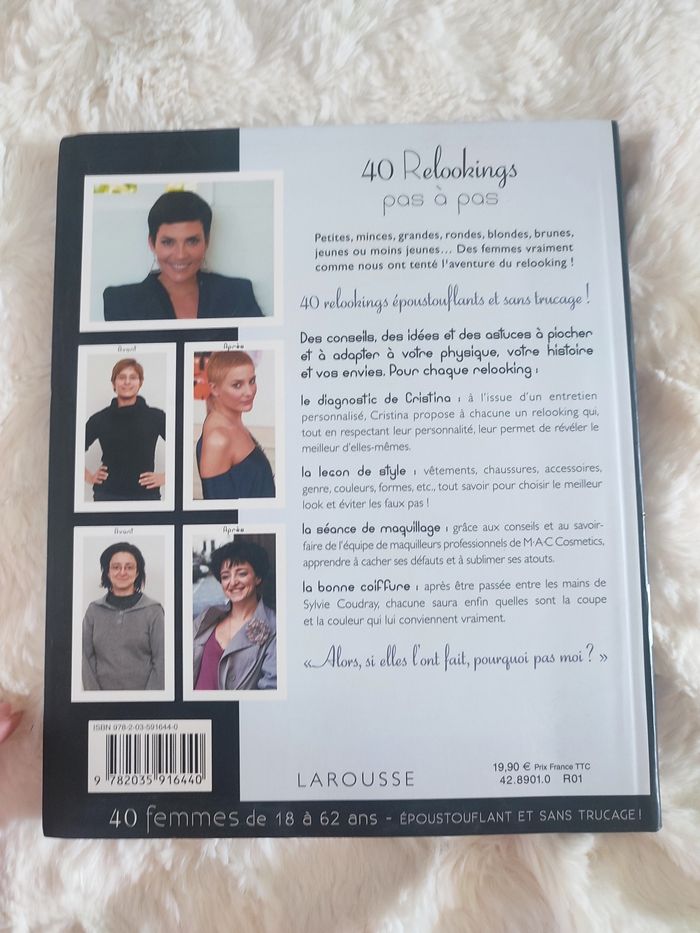 40 Relookings
pas à pas
Petites, minces, grandes, rondes, blondes, brunes,
jeunes ou moins jeunes... Des femmes vraiment
comme nous ont tenté l'aventure du relooking !
40 relookings époustouflants et sans trucage !
Des conseils, des idées et des astuces à piocher
et à adapter à votre physique, votre histoire
et vos envies. Pour chaque relooking :
le diagnostic de Cristina : à l'issue d'un entretien
personnalisé, Cristina propose à chacune un relooking qui,
tout en respectant leur personnalité, leur permet de révéler le
meilleur d'elles-mêmes.
la leçon de style : vêtements, chaussures, accessoires,
genre, couleurs, formes, etc., tout savoir pour choisir le meilleur
look et éviter les faux pas !
la séance de maquillage : grâce aux conseils et au savoir-
faire de l'équipe de maquilleurs professionnels de M•A•C Cosmetics,
apprendre à cacher ses défauts et à sublimer ses atouts.
la bonne coiffure : après être passée entre les mains de
Sylvie Coudray, chacune saura enfin quelles sont la coupe
et la couleur qui lui conviennent vraiment.
« Alors, si elles l'ont fait, pourquoi pas moi ? »
Avant
Après
Avant
Après
ISBN 978-2-03-591644-0
9 782035 916440
LAROUSSE
19,90 € Prix France TTC
42.8901.0 R01
40 femmes de 18 à 62 ans - ÉPOUSTOUFLANT ET SANS TRUCAGE !